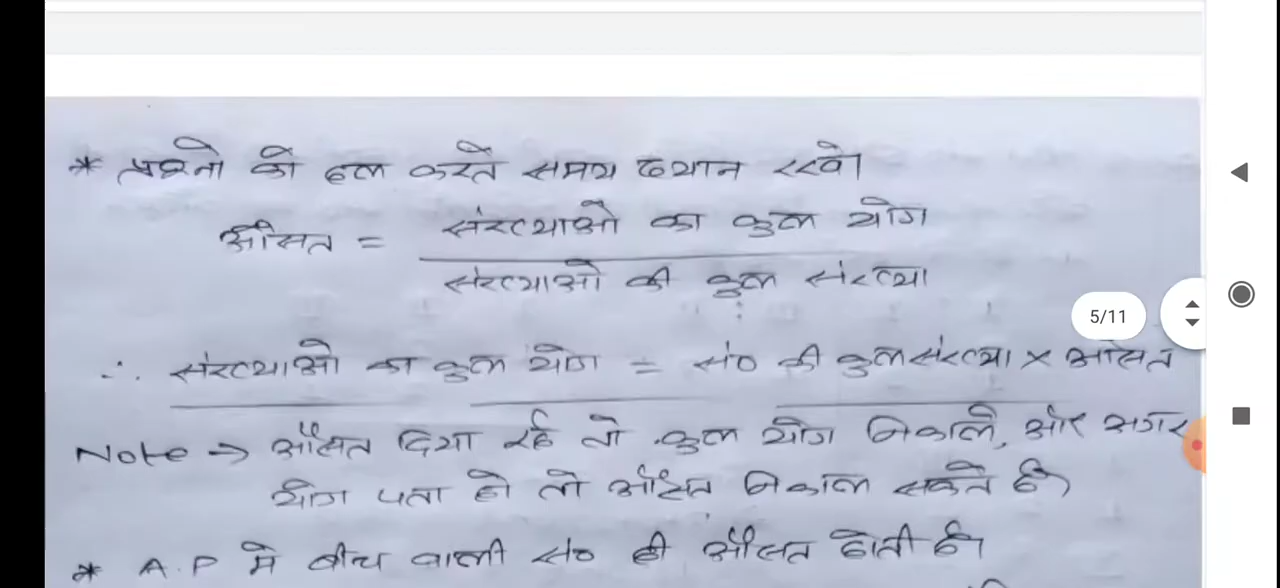 * प्रश्नो को हल करते समय ध्यान रखे।
औसत = संख्याओ का कुल योग
संख्याओ की कुल संख्या
5/11
∴ संख्याओ का कुल योग = सं० की कुल संख्या × औसत
Note → औसत दिया रहे तो कुल योग निकाले, और अगर
योग पता हो तो औसत निकाल सकते है
* A.P मे बीच वाली सं० ही औसत होती है।